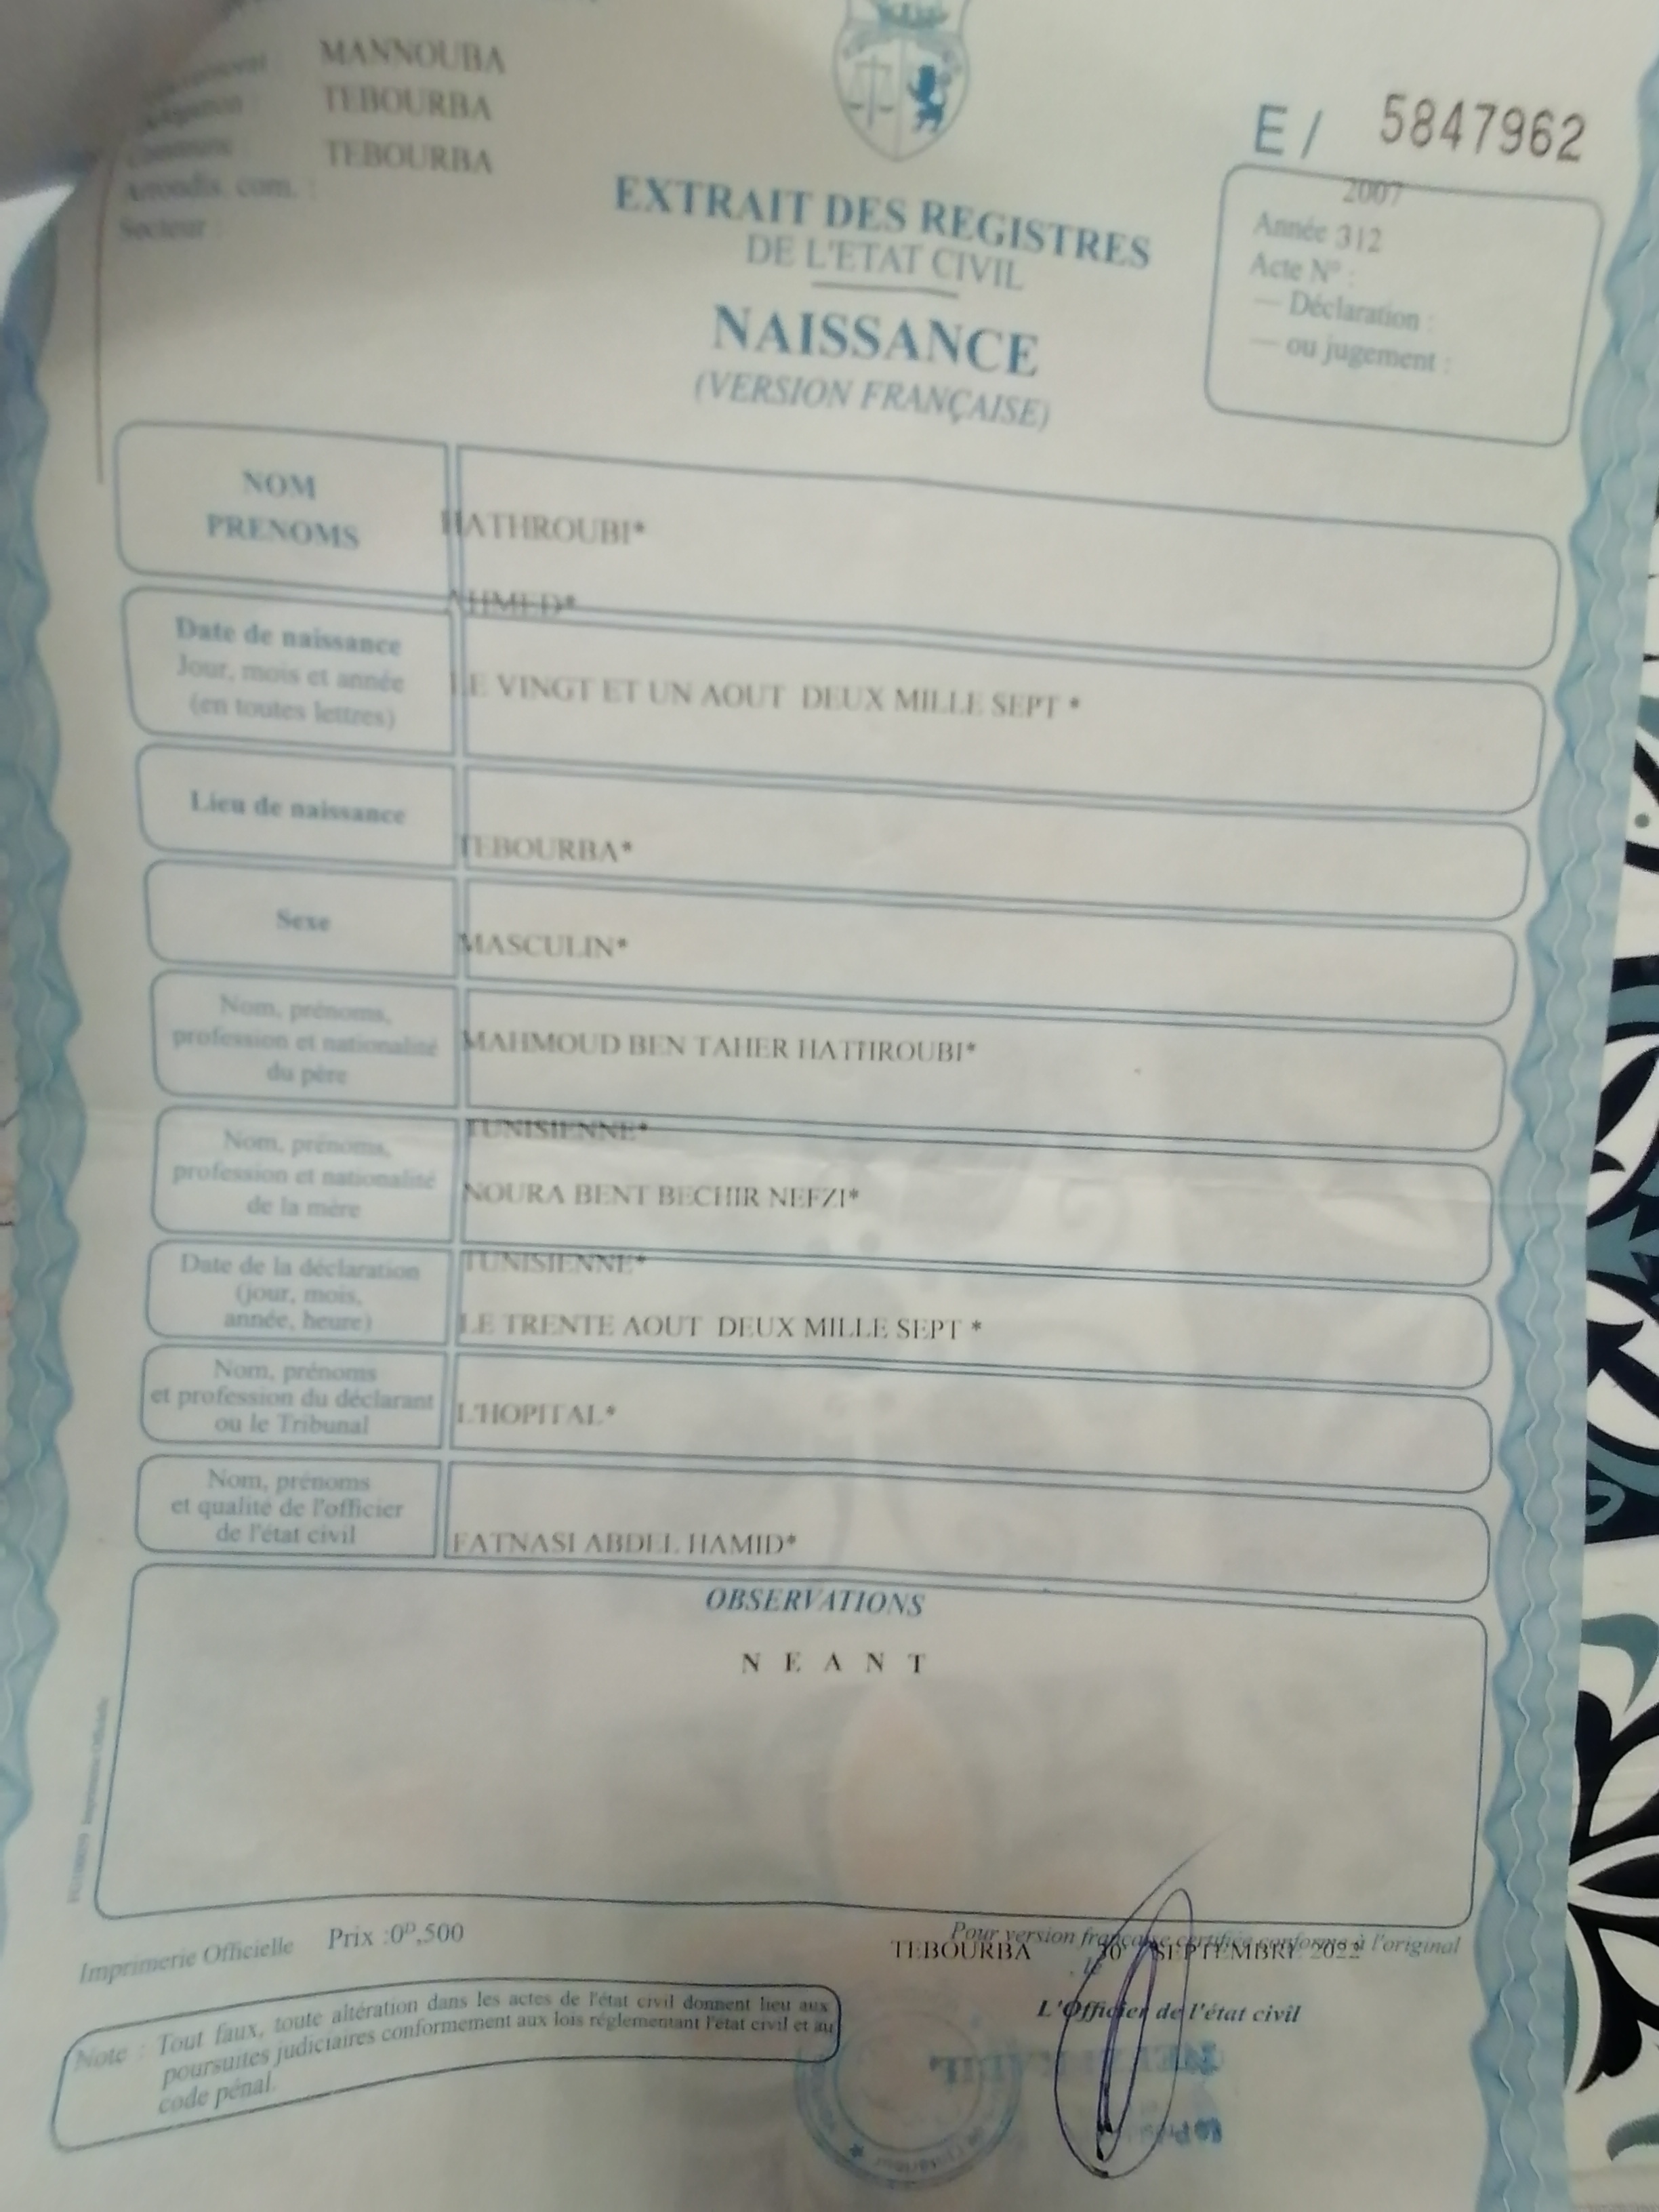 MANNOUBA
TEBOURBA
Commune : TEBOURBA
Arrondis. com. :
Secteur :
E / 5847962
EXTRAIT DES REGISTRES
DE L'ETAT CIVIL
NAISSANCE
(VERSION FRANÇAISE)
2007
Année 312
Acte N° :
— Déclaration :
— ou jugement :
NOM
PRENOMS
HATHROUBI*
AHMED*
Date de naissance
Jour, mois et année
(en toutes lettres)
LE VINGT ET UN AOUT DEUX MILLE SEPT *
Lieu de naissance
TEBOURBA*
Sexe
MASCULIN*
Nom, prénoms,
profession et nationalité
du père
MAHMOUD BEN TAHER HATHROUBI*
TUNISIENNE*
Nom, prénoms,
profession et nationalité
de la mère
NOURA BENT BECHIR NEFZI*
TUNISIENNE*
Date de la déclaration
(jour, mois,
année, heure)
LE TRENTE AOUT DEUX MILLE SEPT *
Nom, prénoms
et profession du déclarant
ou le Tribunal
L'HOPITAL*
Nom, prénoms
et qualité de l'officier
de l'état civil
FATNASI ABDEL HAMID*
OBSERVATIONS
N E A N T
Imprimerie Officielle Prix :0ᴰ,500
Pour version française certifiée conforme à l'original
TEBOURBA 30 SEPTEMBRE 2022
L'Officier de l'état civil
Note : Tout faux, toute altération dans les actes de l'état civil donnent lieu aux
poursuites judiciaires conformement aux lois réglementant l'état civil et au
code pénal.